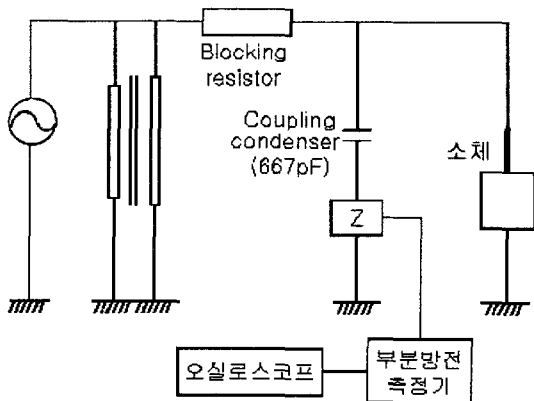 Blocking
resistor
Coupling
condenser
(667pF)
소체
Z
오실로스코프
부분방전
측정기